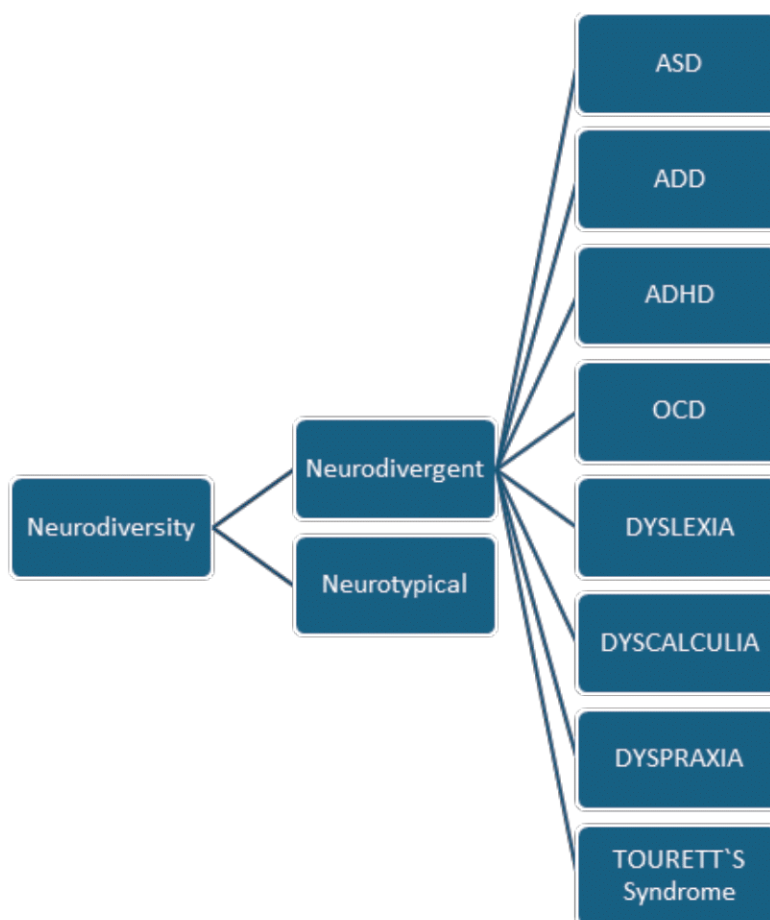 Neurodiversity
Neurodivergent
Neurotypical
ASD
ADD
ADHD
OCD
DYSLEXIA
DYSCALCULIA
DYSPRAXIA
TOURETT`S
Syndrome